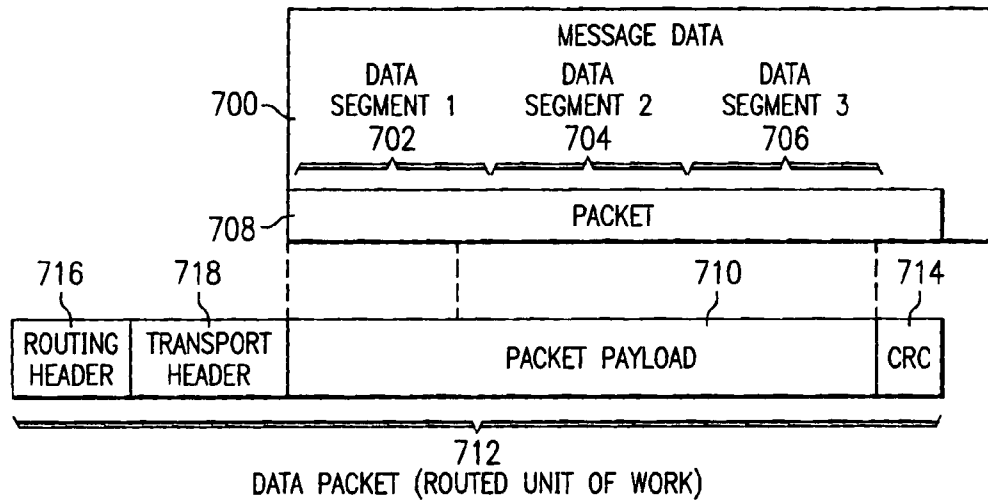 MESSAGE DATA
DATA SEGMENT 1
702
DATA SEGMENT 2
704
DATA SEGMENT 3
706
700
708
PACKET
716
718
710
714
ROUTING HEADER
TRANSPORT HEADER
PACKET PAYLOAD
CRC
712
DATA PACKET (ROUTED UNIT OF WORK)